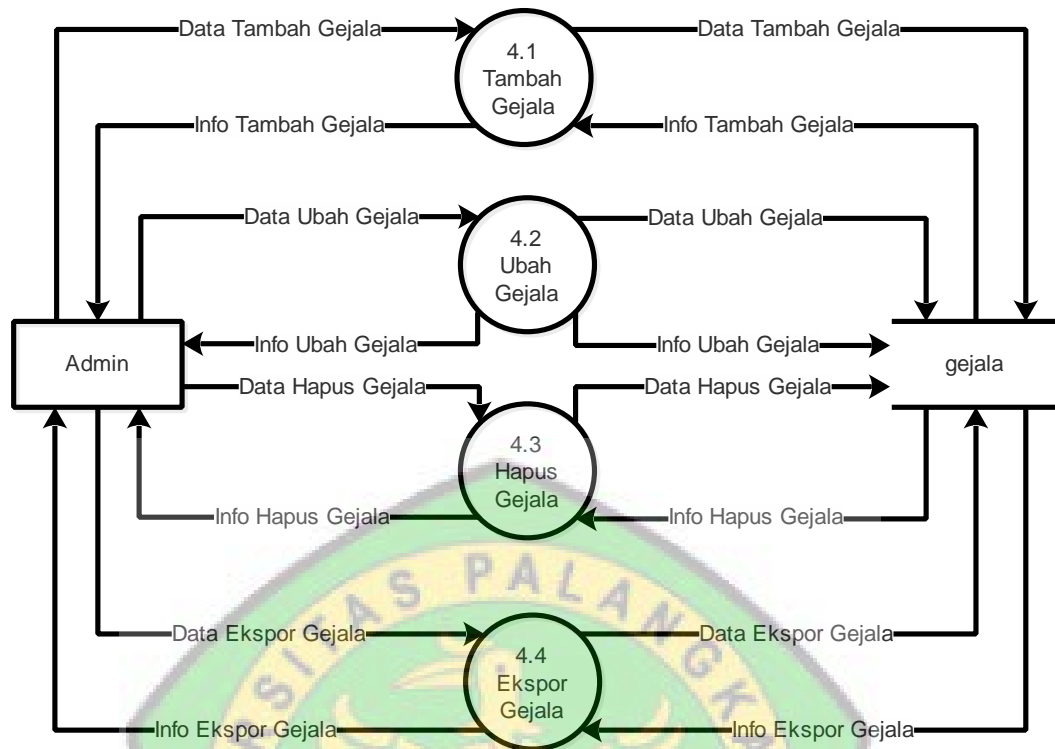 Data Tambah Gejala
4.1
Tambah
Gejala
Data Tambah Gejala
Info Tambah Gejala
Info Tambah Gejala
Data Ubah Gejala
4.2
Ubah
Gejala
Data Ubah Gejala
Info Ubah Gejala
Info Ubah Gejala
Admin
gejala
Data Hapus Gejala
Data Hapus Gejala
4.3
Hapus
Gejala
Info Hapus Gejala
Info Hapus Gejala
Data Ekspor Gejala
4.4
Ekspor
Gejala
Data Ekspor Gejala
Info Ekspor Gejala
Info Ekspor Gejala